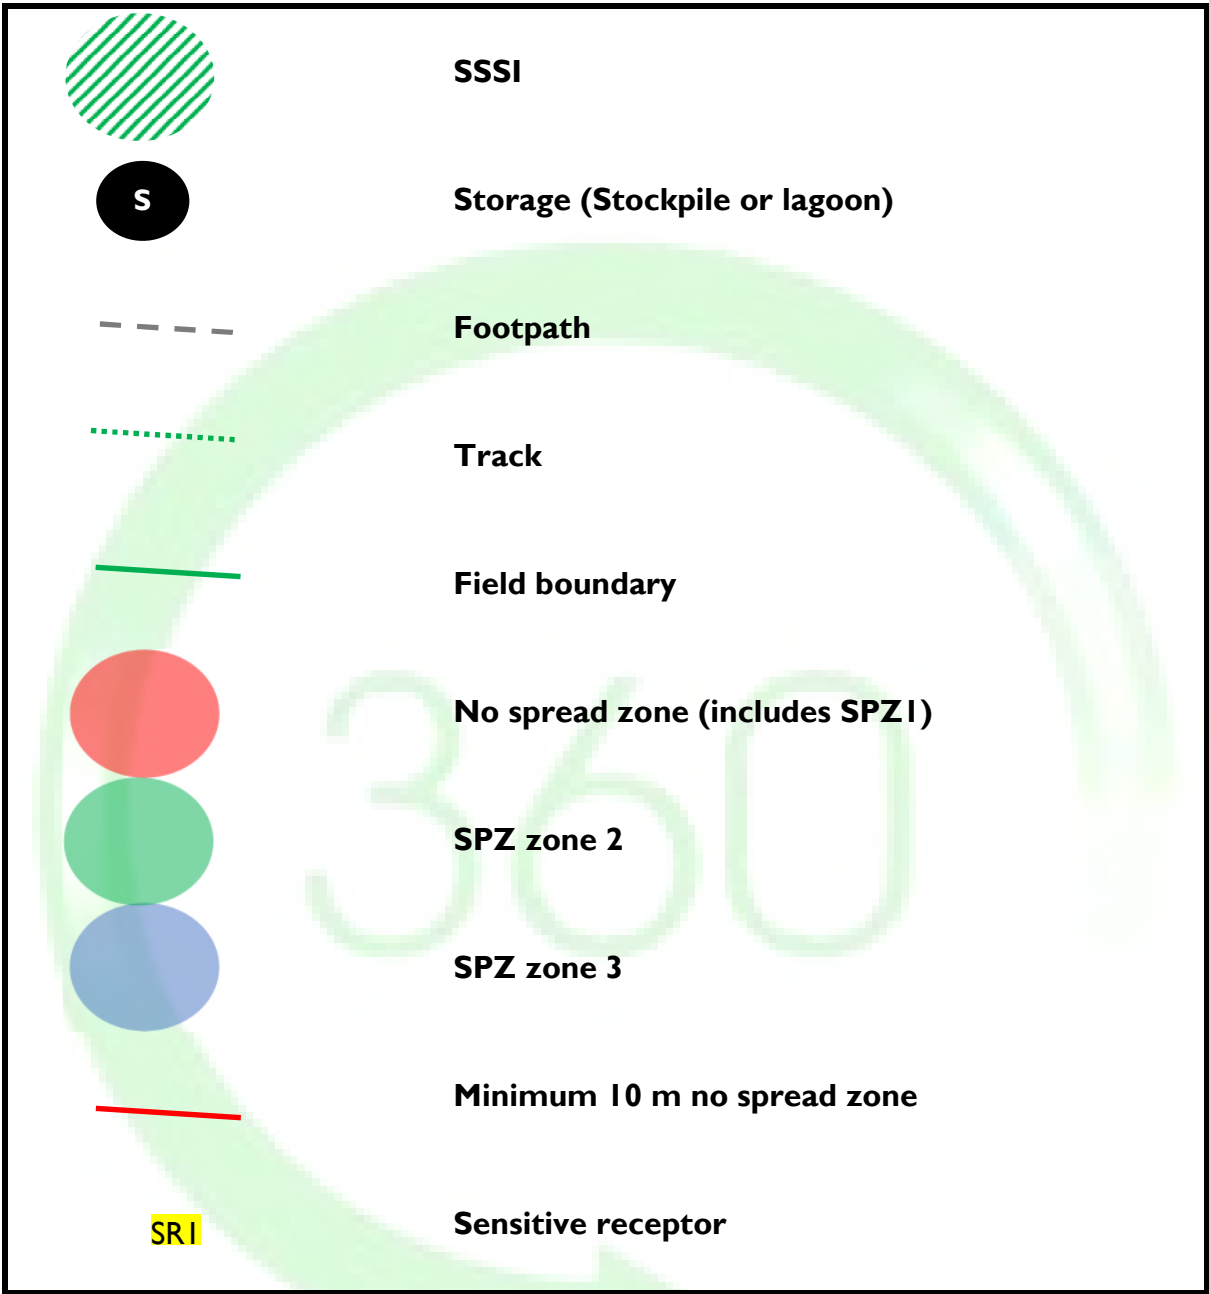 SSSI
S
Storage (Stockpile or lagoon)
Footpath
Track
Field boundary
No spread zone (includes SPZ1)
360
SPZ zone 2
SPZ zone 3
Minimum 10 m no spread zone
SR1
Sensitive receptor